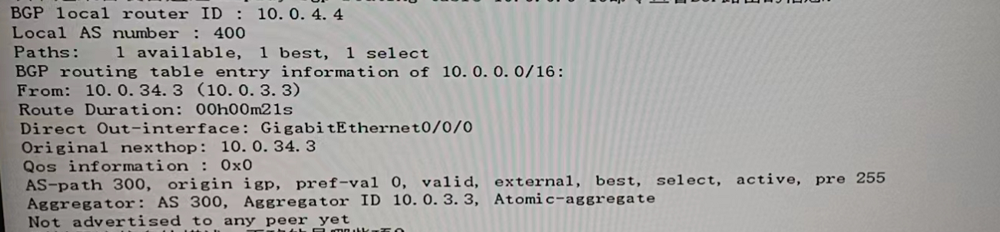 BGP local router ID : 10.0.4.4
Local AS number : 400
Paths: 1 available, 1 best, 1 select
BGP routing table entry information of 10.0.0.0/16:
From: 10.0.34.3 (10.0.3.3)
Route Duration: 00h00m21s
Direct Out-interface: GigabitEthernet0/0/0
Original nexthop: 10.0.34.3
Qos information : 0x0
AS-path 300, origin igp, pref-val 0, valid, external, best, select, active, pre 255
Aggregator: AS 300, Aggregator ID 10.0.3.3, Atomic-aggregate
Not advertised to any peer yet